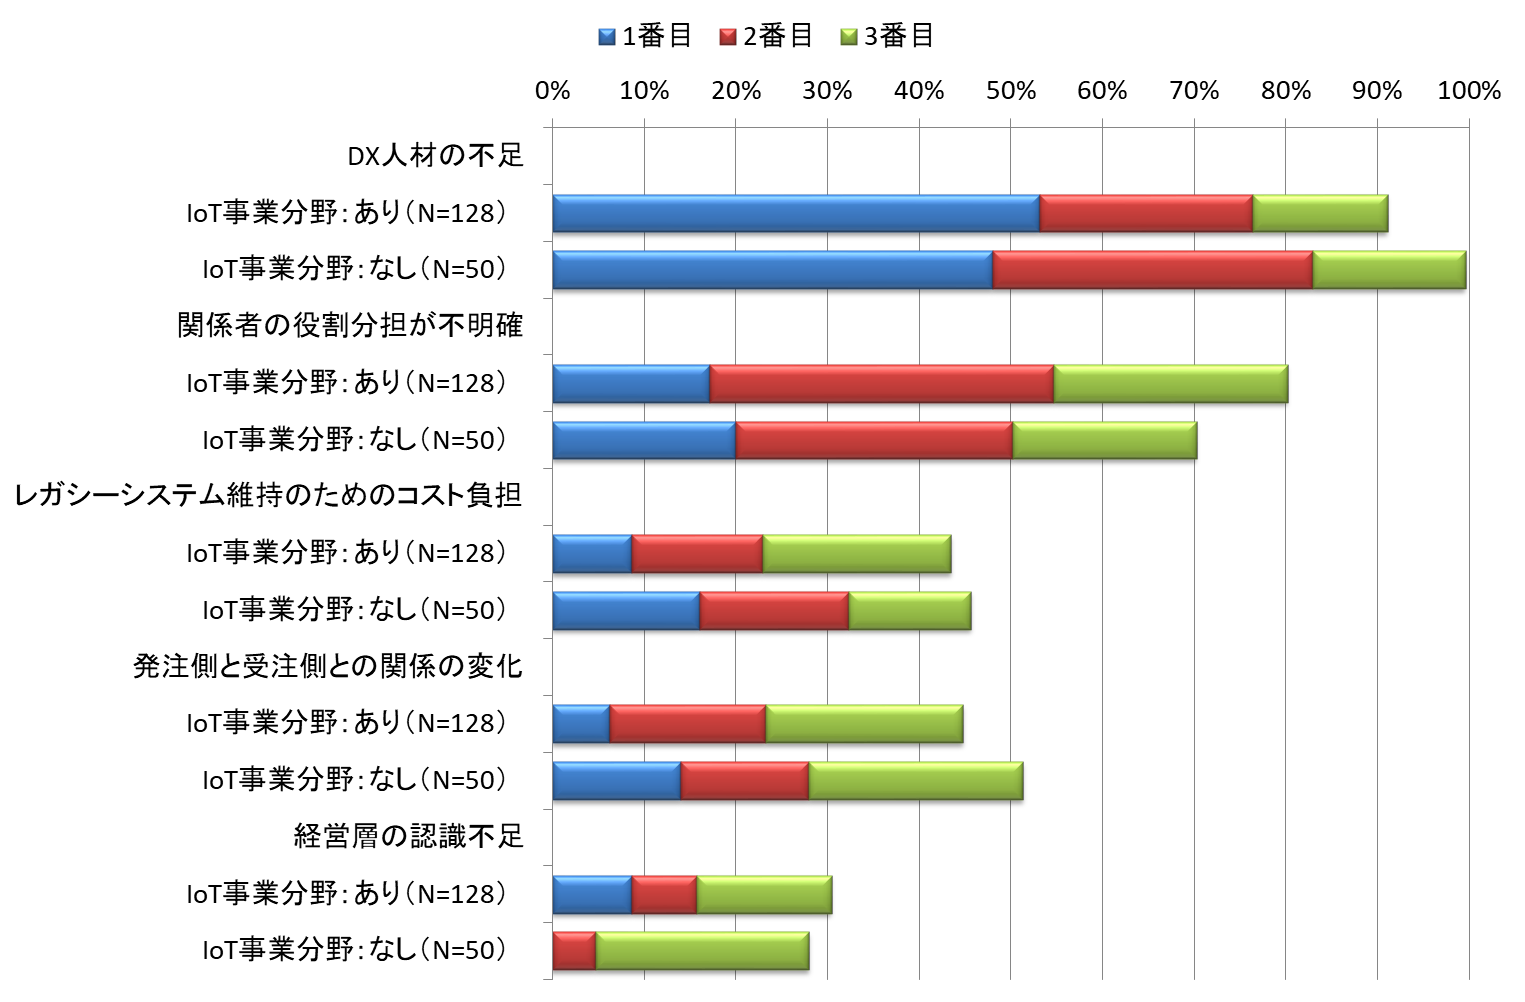 1番目 2番目 3番目
0% 10% 20% 30% 40% 50% 60% 70% 80% 90% 100%
DX人材の不足
IoT事業分野：あり（N=128）
IoT事業分野：なし（N=50）
関係者の役割分担が不明確
IoT事業分野：あり（N=128）
IoT事業分野：なし（N=50）
レガシーシステム維持のためのコスト負担
IoT事業分野：あり（N=128）
IoT事業分野：なし（N=50）
発注側と受注側との関係の変化
IoT事業分野：あり（N=128）
IoT事業分野：なし（N=50）
経営層の認識不足
IoT事業分野：あり（N=128）
IoT事業分野：なし（N=50）